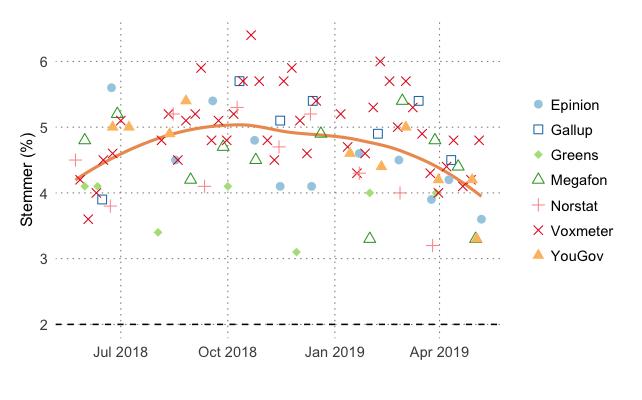 Stemmer (%)
6
5
4
3
2
Jul 2018
Oct 2018
Jan 2019
Apr 2019
Epinion
Gallup
Greens
Megafon
Norstat
Voxmeter
YouGov